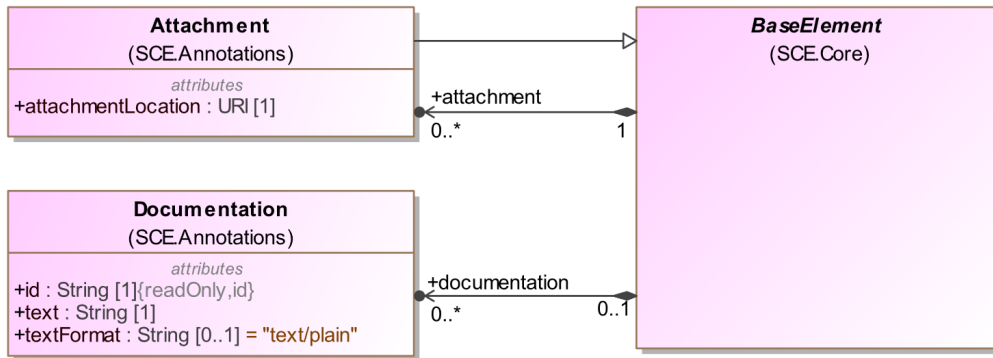 Attachment
(SCE.Annotations)
attributes
+attachmentLocation : URI [1]
+attachment
0..*
1
BaseElement
(SCE.Core)
Documentation
(SCE.Annotations)
attributes
+id : String [1]{readOnly,id}
+text : String [1]
+textFormat : String [0..1] = "text/plain"
+documentation
0..*
0..1